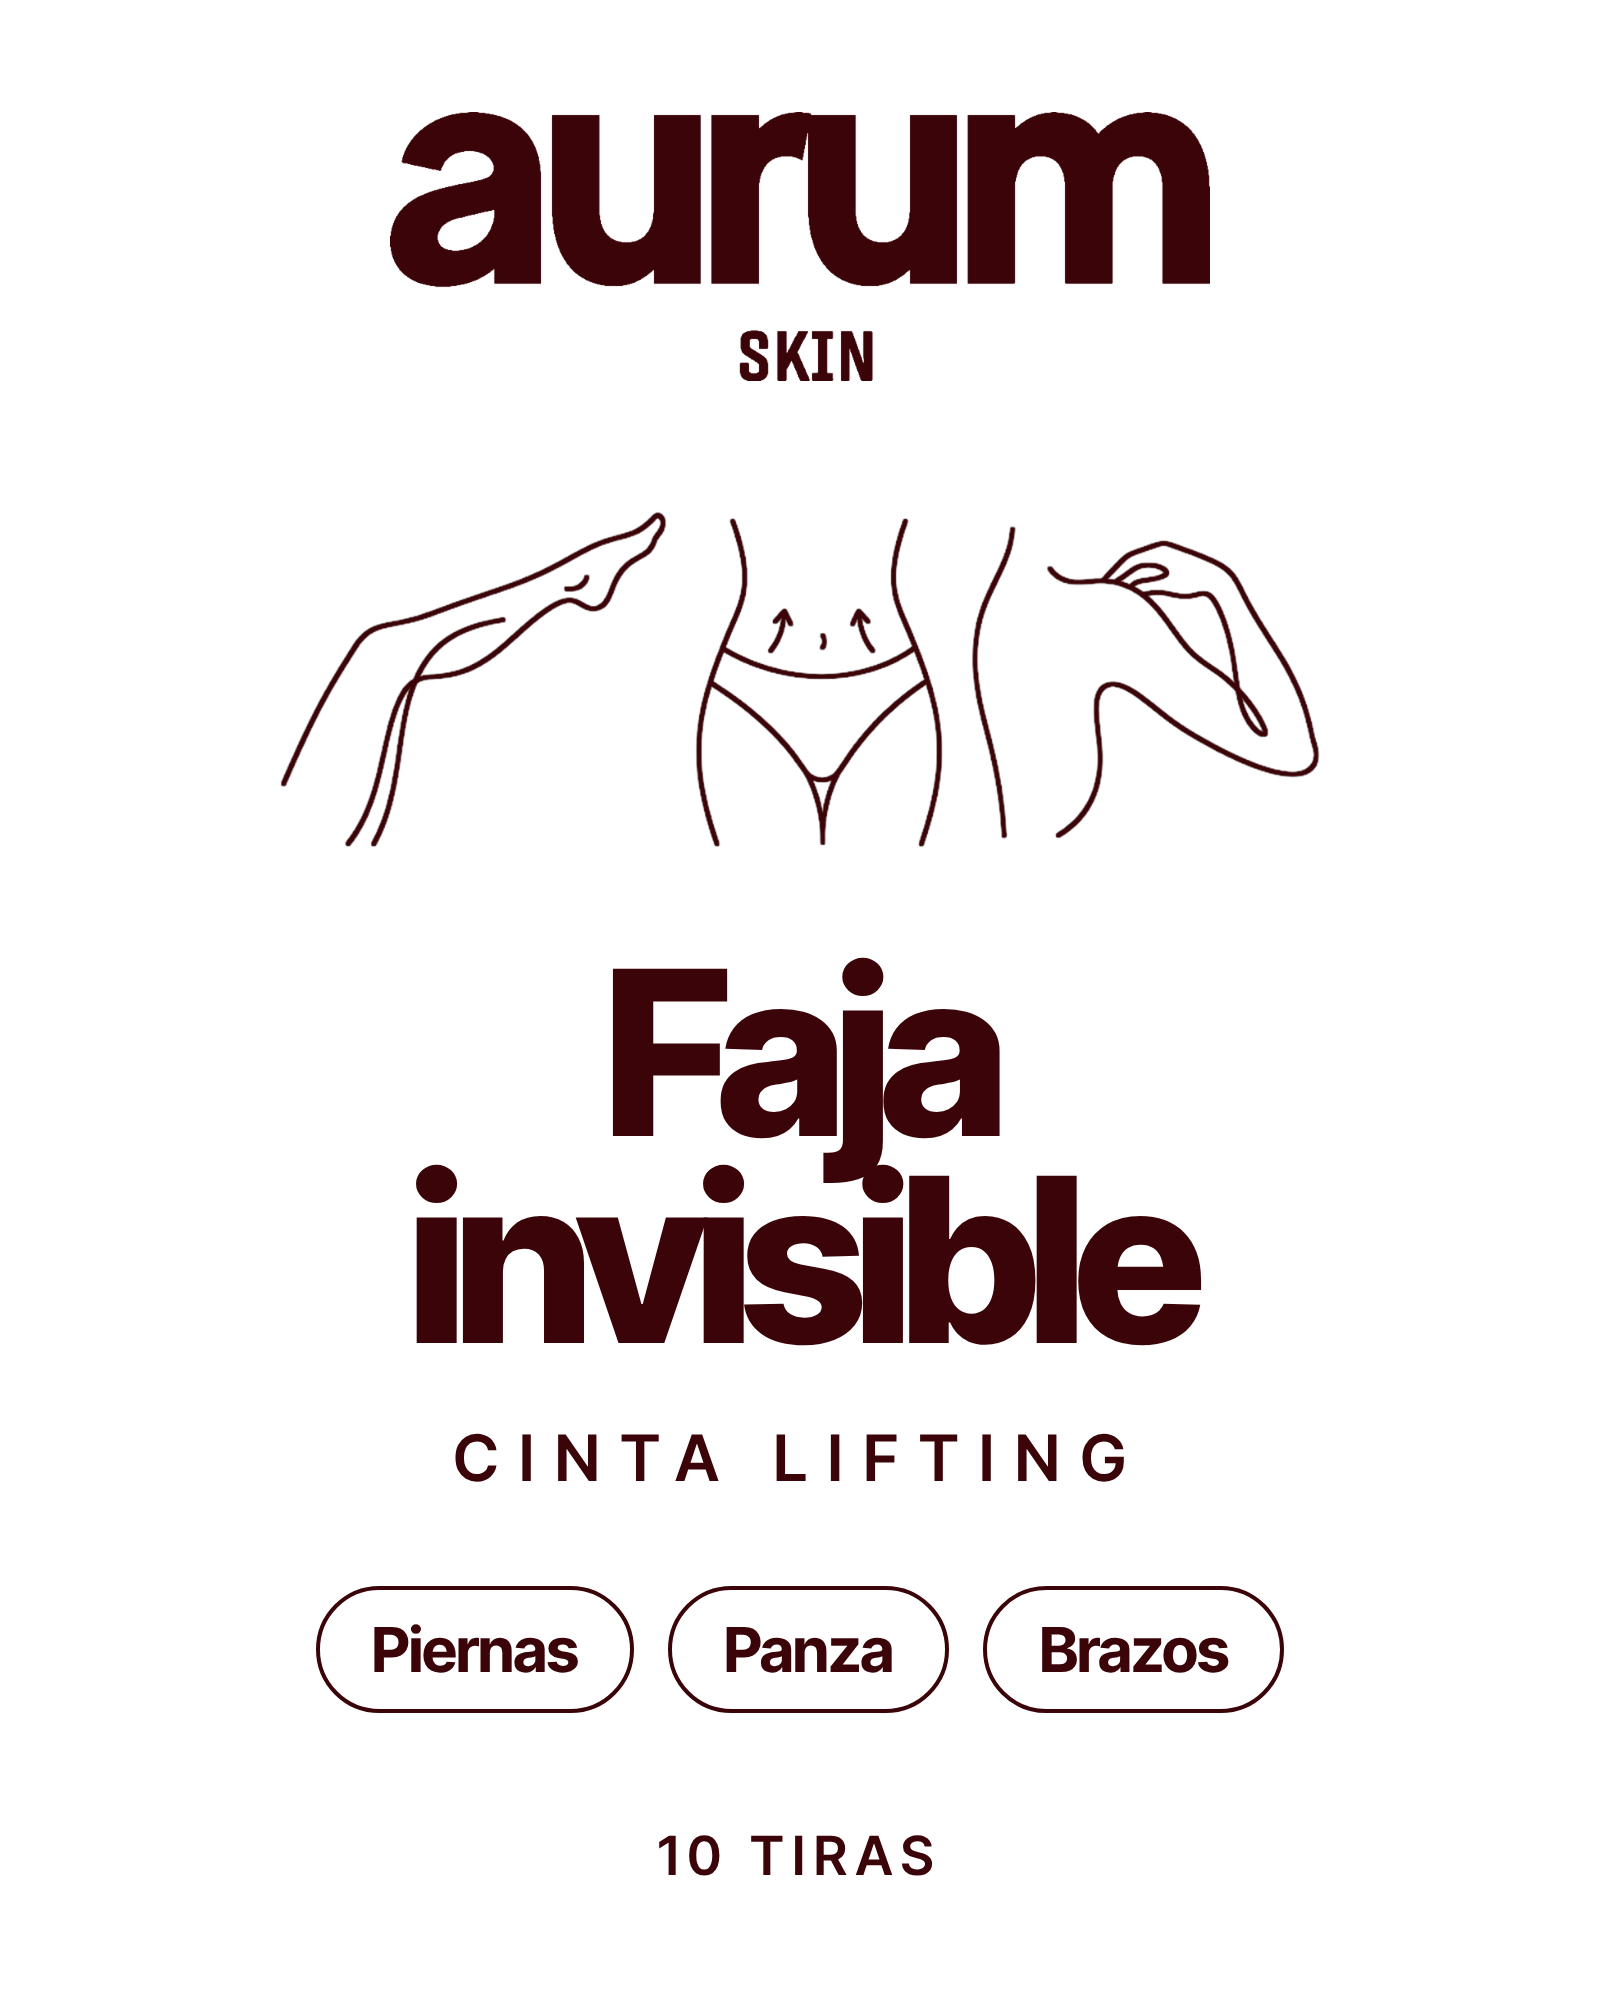 aurum
SKIN
Faja
invisible
CINTA LIFTING
Piernas Panza Brazos
10 TIRAS